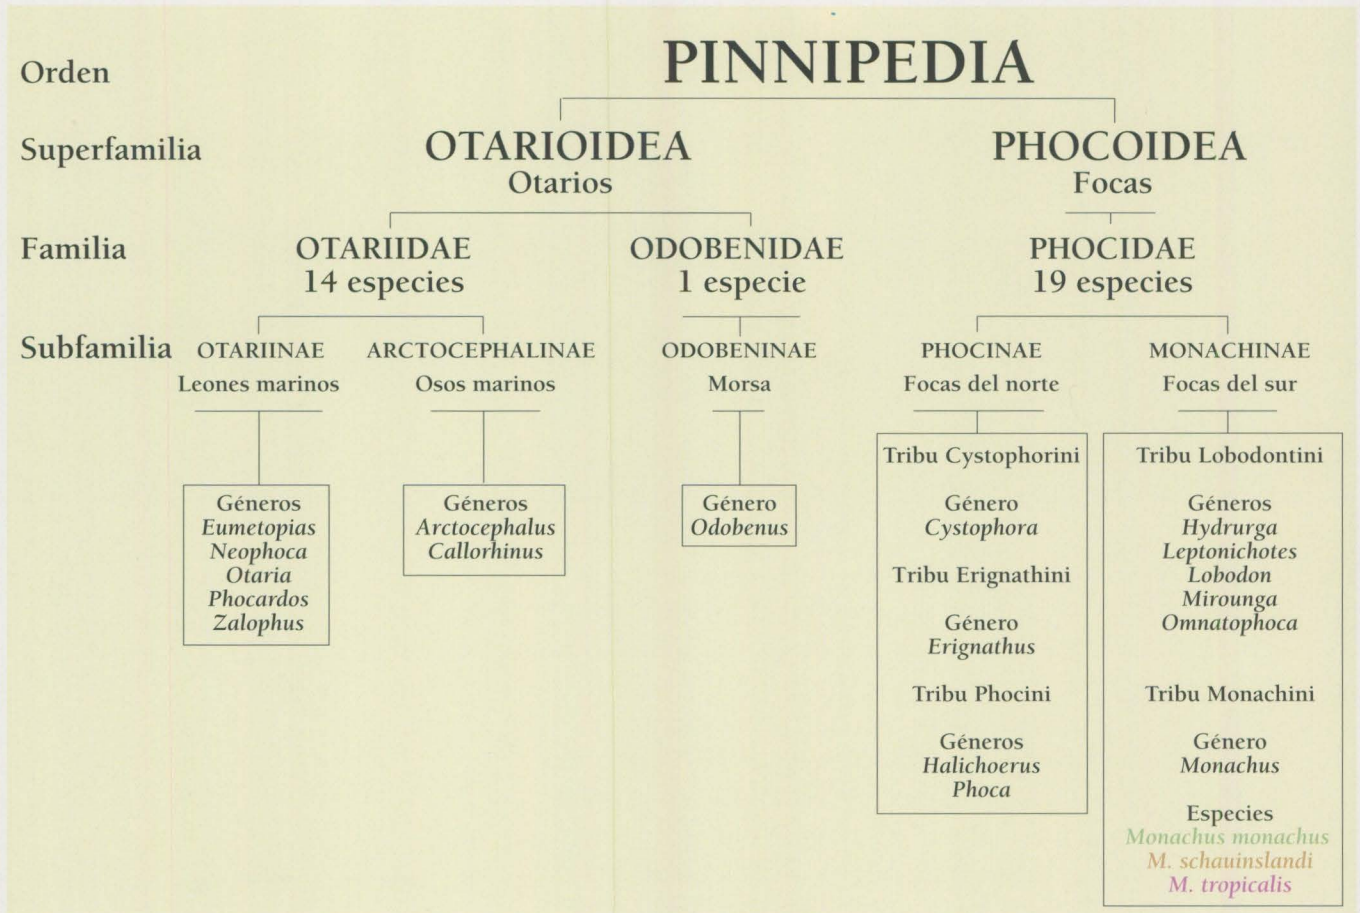 Orden
PINNIPEDIA
Superfamilia
OTARIOIDEA
Otarios
PHOCOIDEA
Focas
Familia
OTARIIDAE
14 especies
ODOBENIDAE
1 especie
PHOCIDAE
19 especies
Subfamilia
OTARIINAE
Leones marinos
ARCTOCEPHALINAE
Osos marinos
ODOBENINAE
Morsa
PHOCINAE
Focas del norte
MONACHINAE
Focas del sur
Géneros
Eumetopias
Neophoca
Otaria
Phocardos
Zalophus
Géneros
Arctocephalus
Callorhinus
Género
Odobenus
Tribu Cystophorini
Género
Cystophora
Tribu Erignathini
Género
Erignathus
Tribu Phocini
Géneros
Halichoerus
Phoca
Tribu Lobodontini
Géneros
Hydrurga
Leptonichotes
Lobodon
Mirounga
Omnatophoca
Tribu Monachini
Género
Monachus
Especies
Monachus monachus
M. schauinslandi
M. tropicalis